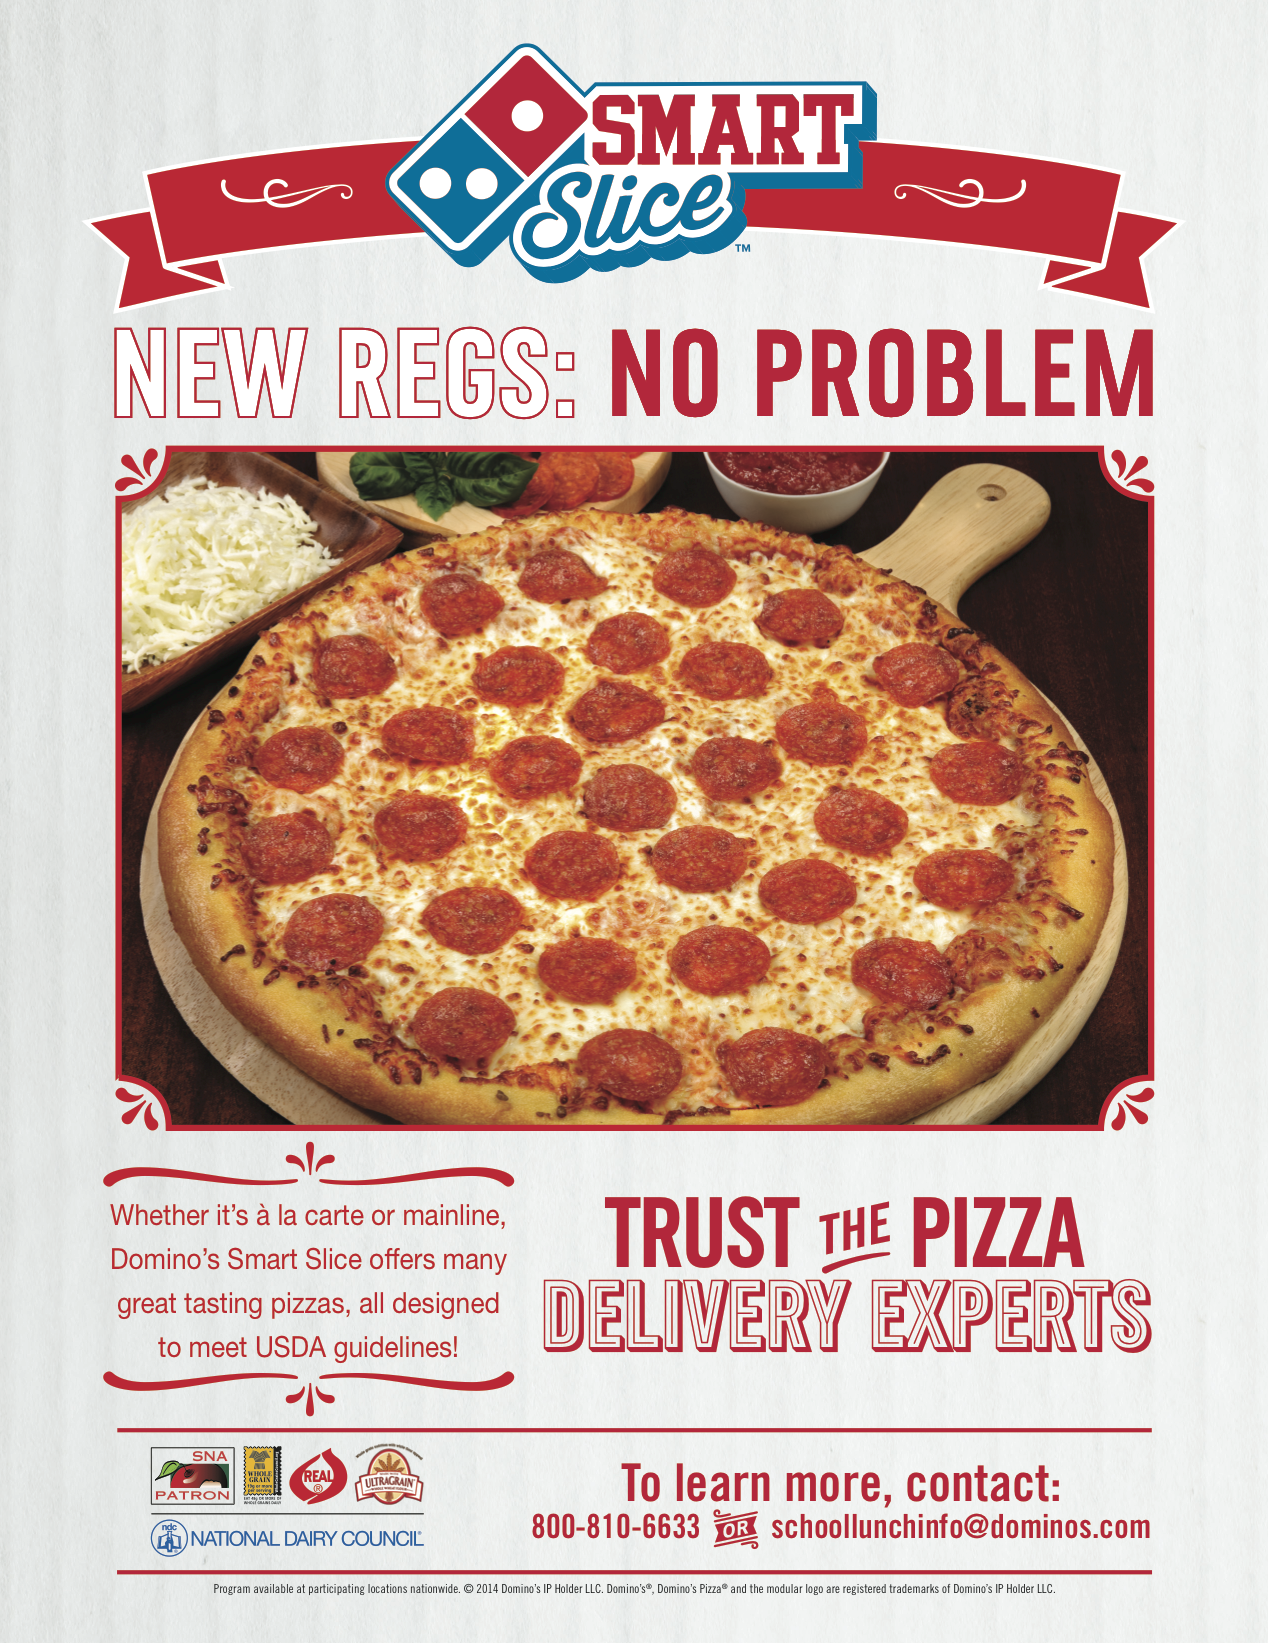 SMART
Slice
TM
NEW REGS: NO PROBLEM
Whether it's à la carte or mainline,
Domino's Smart Slice offers many
great tasting pizzas, all designed
to meet USDA guidelines!
TRUST THE PIZZA
DELIVERY EXPERTS
SNA
PATRON
WHOLE
GRAIN
REAL
®
ULTRAGRAIN
ndc
NATIONAL DAIRY COUNCIL
To learn more, contact:
800-810-6633 OR schoollunchinfo@dominos.com
Program available at participating locations nationwide. © 2014 Domino's IP Holder LLC. Domino's®, Domino's Pizza® and the modular logo are registered trademarks of Domino's IP Holder LLC.